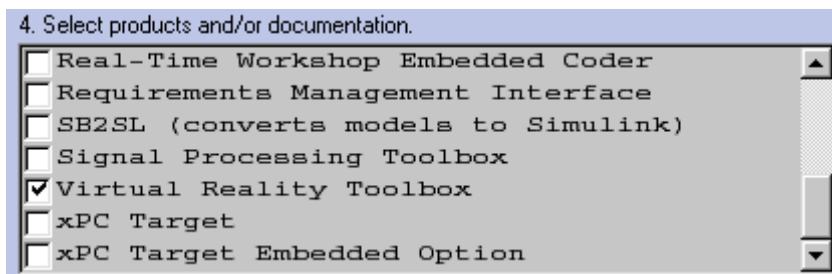 4. Select products and/or documentation.
Real-Time Workshop Embedded Coder
Requirements Management Interface
SB2SL (converts models to Simulink)
Signal Processing Toolbox
Virtual Reality Toolbox
xPC Target
xPC Target Embedded Option